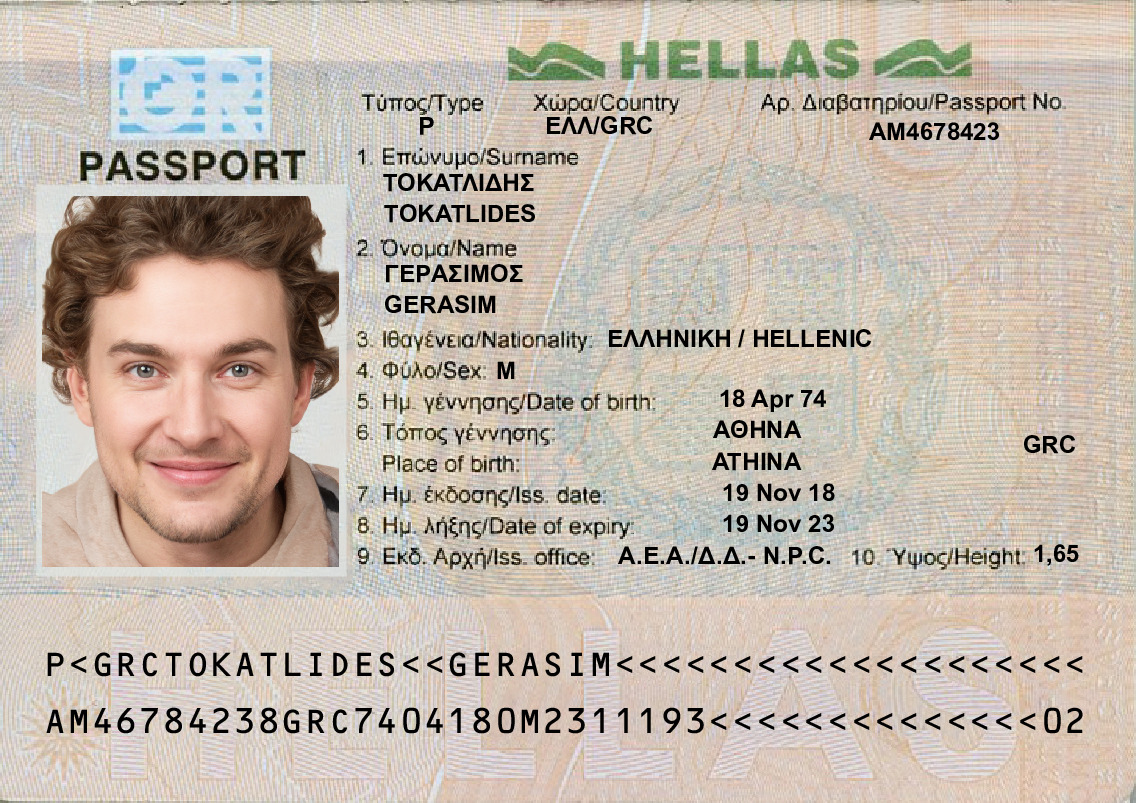 GR
HELLAS
PASSPORT
Τύπος/Type Χώρα/Country Αρ. Διαβατηρίου/Passport No.
P ΕΛΛ/GRC AM4678423
1. Επώνυμο/Surname
ΤΟΚΑΤΛΙΔΗΣ
TOKATLIDES
2. Όνομα/Name
ΓΕΡΑΣΙΜΟΣ
GERASIM
3. Ιθαγένεια/Nationality: ΕΛΛΗΝΙΚΗ / HELLENIC
4. Φύλο/Sex: M
5. Ημ. γέννησης/Date of birth: 18 Apr 74
6. Τόπος γέννησης: ΑΘΗΝΑ
GRC
Place of birth: ATHINA
7. Ημ. έκδοσης/Iss. date: 19 Nov 18
8. Ημ. λήξης/Date of expiry: 19 Nov 23
9. Εκδ. Αρχή/Iss. office: Α.Ε.Α./Δ.Δ.- N.P.C. 10. Ύψος/Height: 1,65
HELLAS
P<GRCTOKATLIDES<<GERASIM<<<<<<<<<<<<<<<<<<<<
AM46784238GRC7404180M2311193<<<<<<<<<<<<<<02